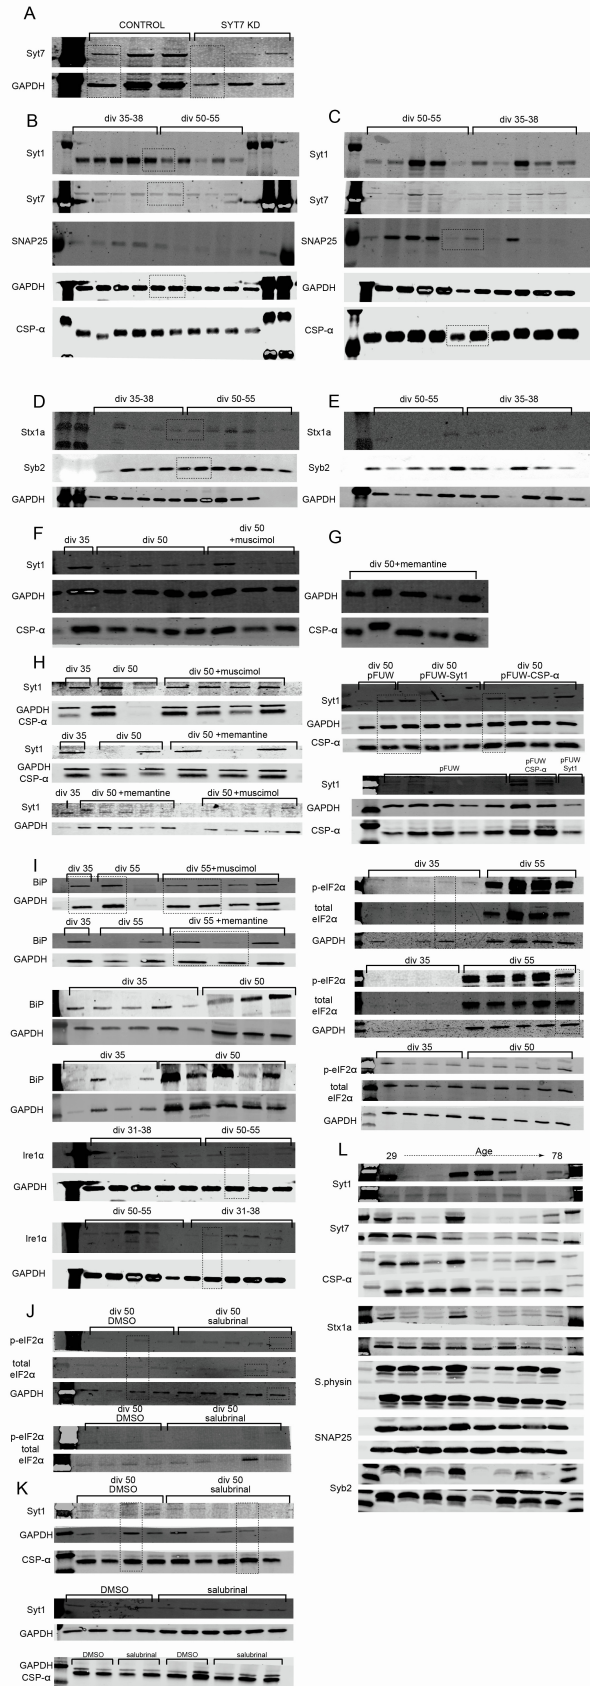 A
CONTROL SYT7 KD
Syt7
GAPDH
B
div 35-38 div 50-55
Syt1
Syt7
SNAP25
GAPDH
CSP-α
C
div 50-55 div 35-38
Syt1
Syt7
SNAP25
GAPDH
CSP-α
D
div 35-38 div 50-55
Stx1a
Syb2
GAPDH
E
div 50-55 div 35-38
Stx1a
Syb2
GAPDH
F
div 35 div 50 div 50
+muscimol
Syt1
GAPDH
CSP-α
G
div 50+memantine
GAPDH
CSP-α
H
div 35 div 50 div 50 +muscimol
Syt1
GAPDH
CSP-α
div 35 div 50 div 50 +memantine
Syt1
GAPDH
CSP-α
div 35 div 50 +memantine div 50 +muscimol
Syt1
GAPDH
div 50 div 50 div 50
pFUW pFUW-Syt1 pFUW-CSP-α
Syt1
GAPDH
CSP-α
pFUW pFUW
pFUW CSP-α Syt1
Syt1
GAPDH
CSP-α
I
div 35 div 55 div 55+muscimol
BiP
GAPDH
div 35 div 55 div 55 +memantine
BiP
GAPDH
div 35 div 50
BiP
GAPDH
div 35 div 50
BiP
GAPDH
div 31-38 div 50-55
Ire1α
GAPDH
div 50-55 div 31-38
Ire1α
GAPDH
div 35 div 55
p-eIF2α
total
eIF2α
GAPDH
div 35 div 55
p-eIF2α
total
eIF2α
GAPDH
div 35 div 50
p-eIF2α
total
eIF2α
GAPDH
J
div 50 div 50
DMSO salubrinal
p-eIF2α
total
eIF2α
GAPDH
div 50 div 50
DMSO salubrinal
p-eIF2α
total
eIF2α
K
div 50 div 50
DMSO salubrinal
Syt1
GAPDH
CSP-α
DMSO salubrinal
Syt1
GAPDH
DMSO salubrinal DMSO salubrinal
GAPDH
CSP-α
L
29 Age 78
Syt1
Syt7
CSP-α
Stx1a
S.physin
SNAP25
Syb2